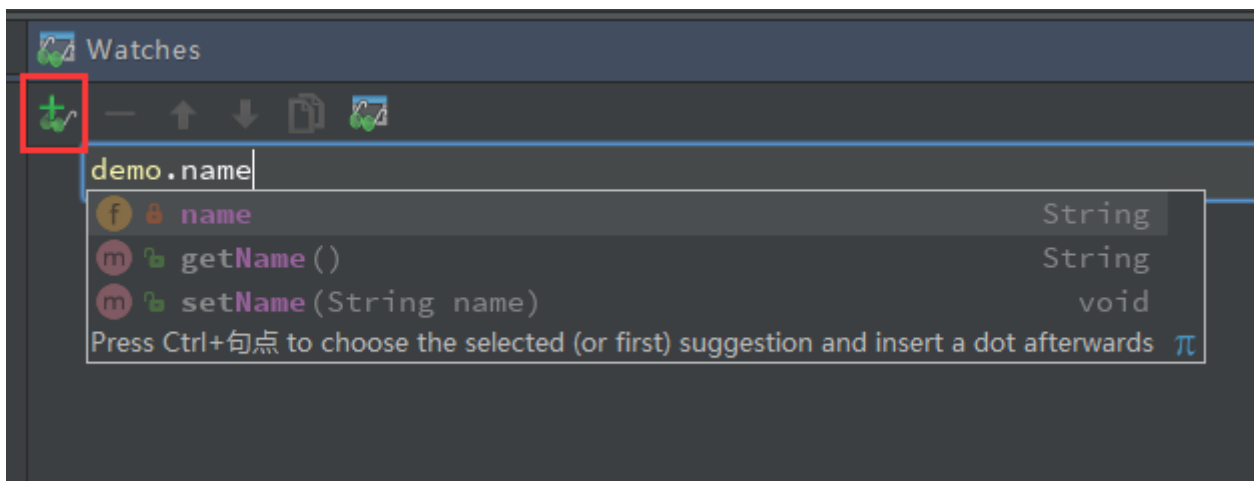 Watches
demo.name
f name String
m getName() String
m setName(String name) void
Press Ctrl+句点 to choose the selected (or first) suggestion and insert a dot afterwards π